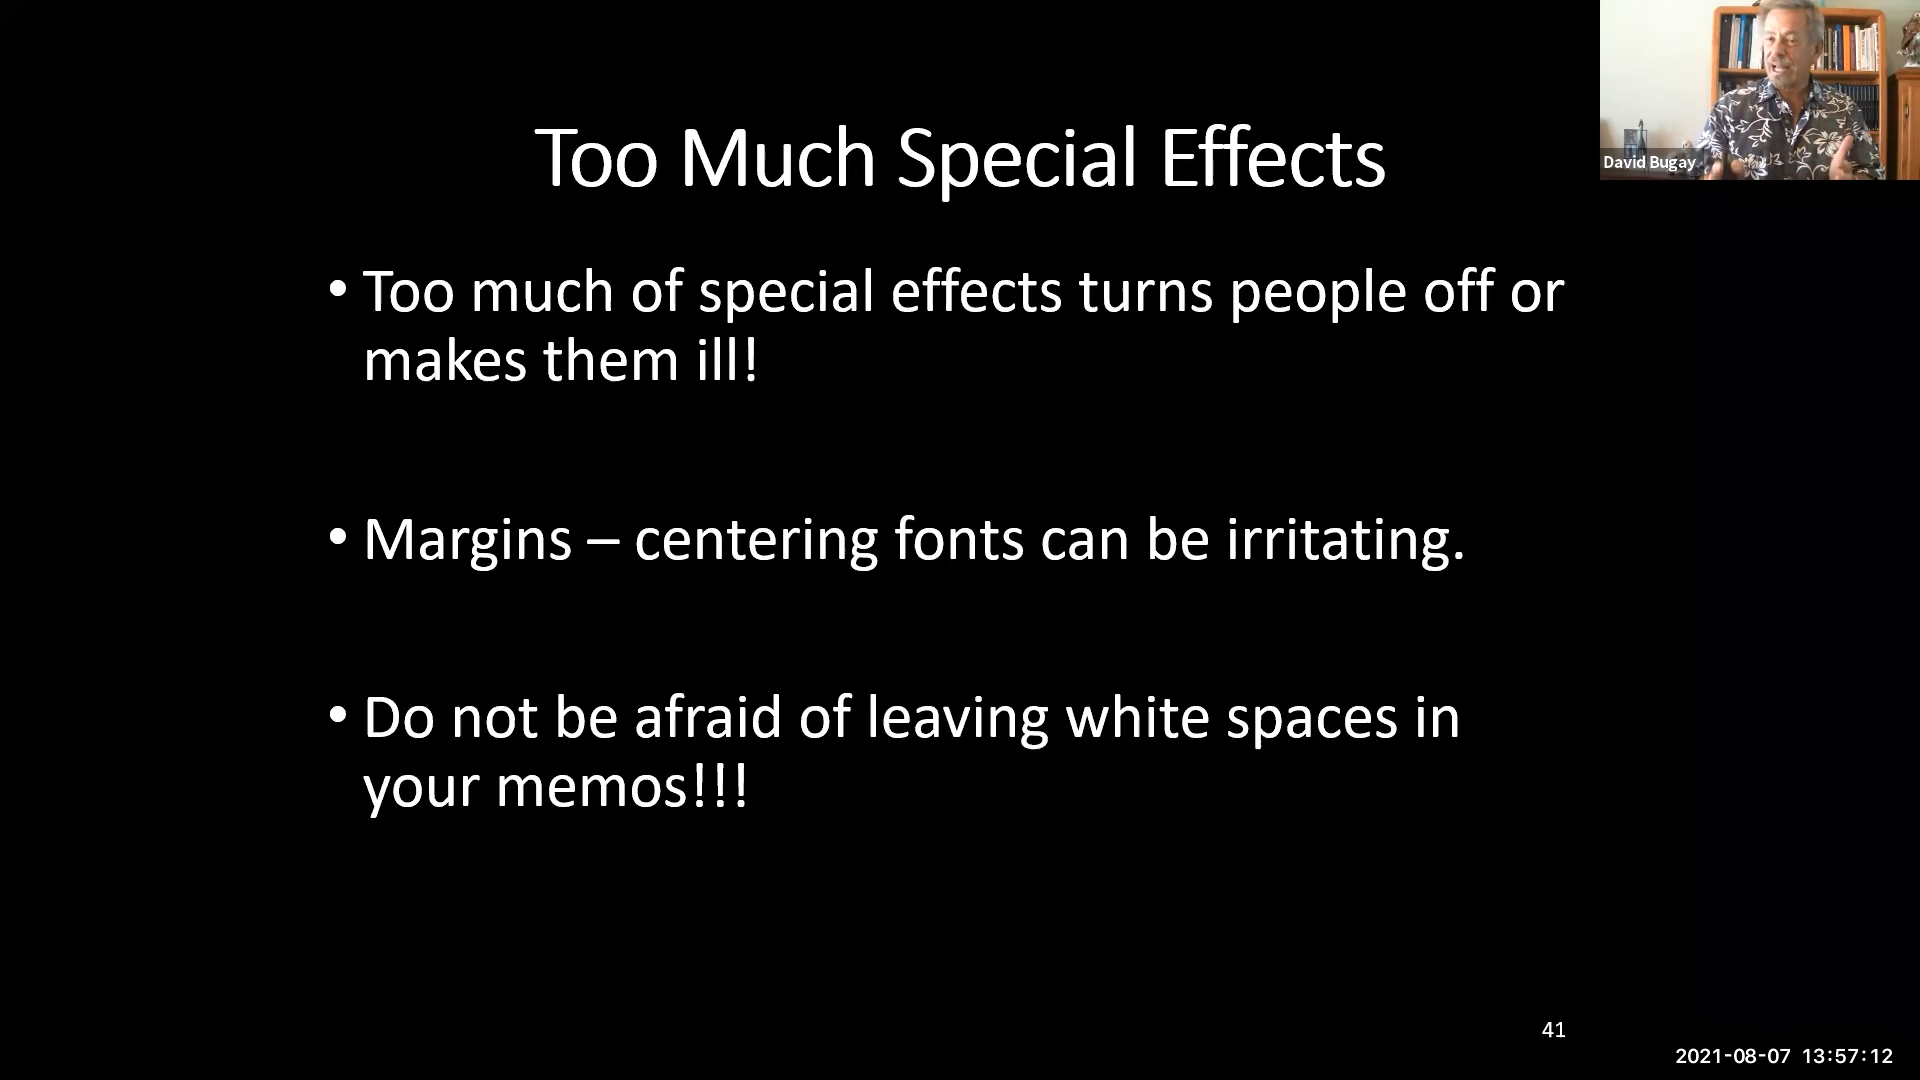 Too Much Special Effects
David Bugay
• Too much of special effects turns people off or
makes them ill!
• Margins – centering fonts can be irritating.
• Do not be afraid of leaving white spaces in
your memos!!!
41
2021-08-07 13:57:12